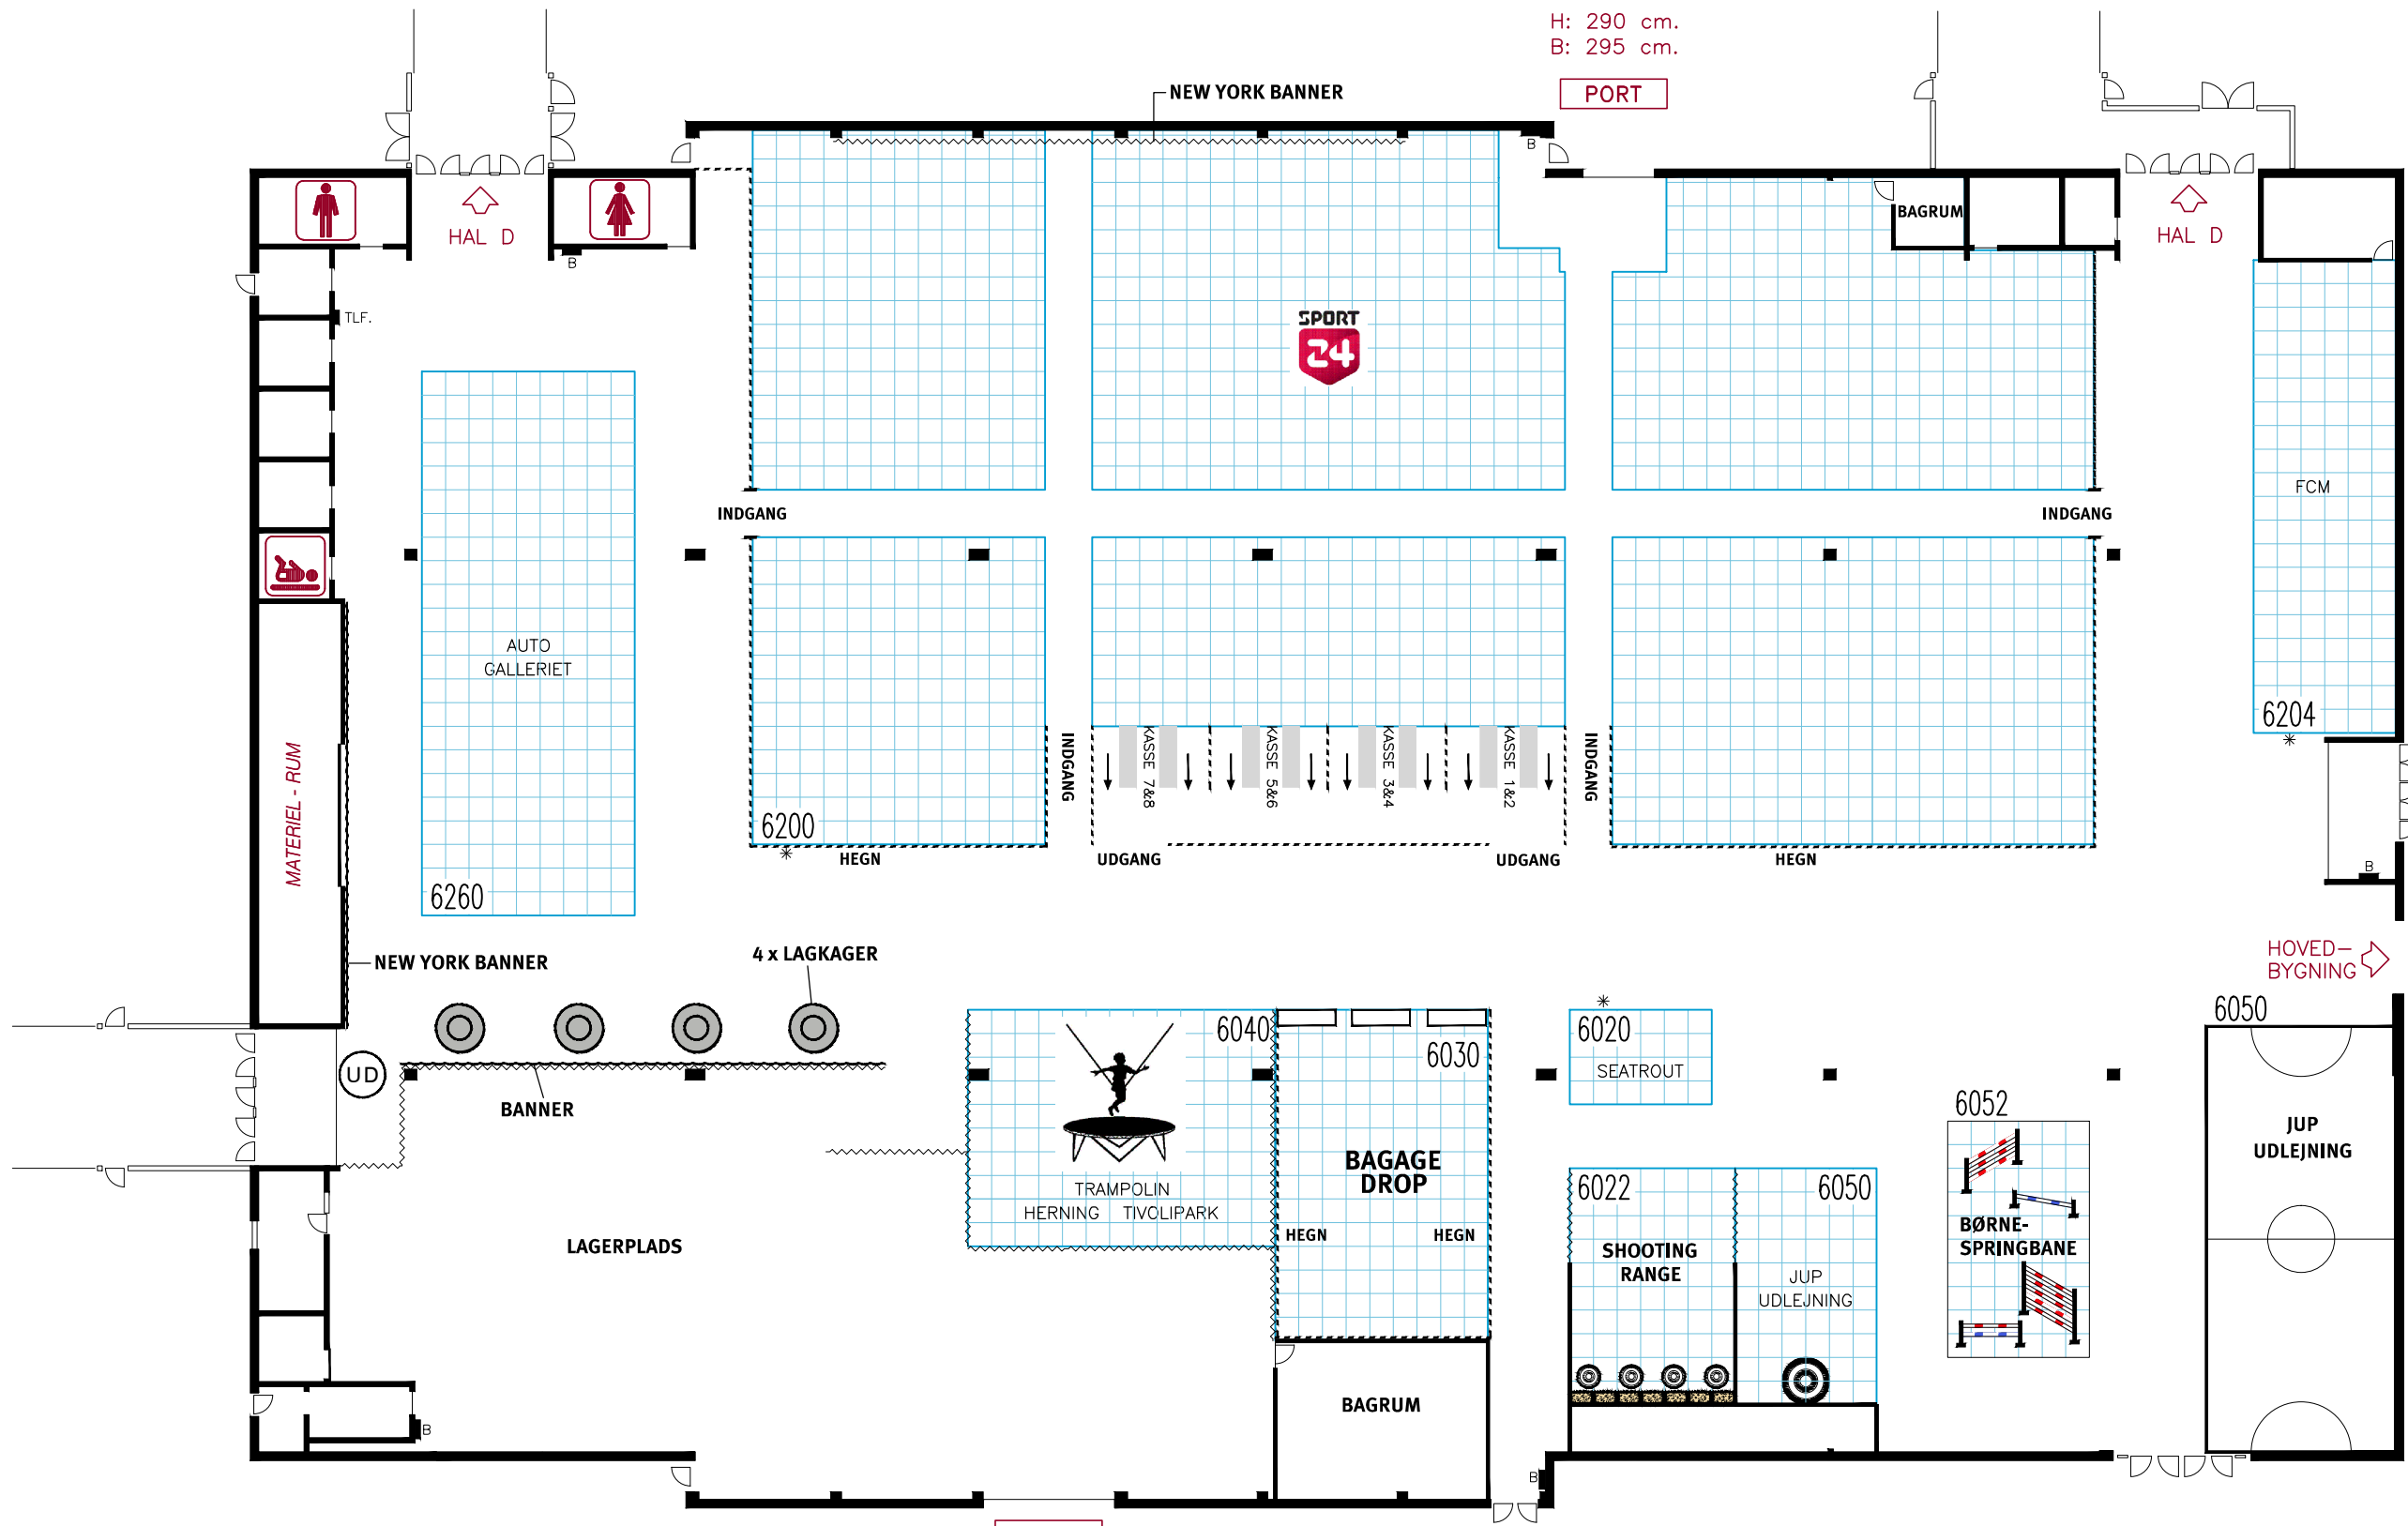 H: 290 cm.
B: 295 cm.
PORT
NEW YORK BANNER
B
HAL D
B
BAGRUM
HAL D
TLF.
SPORT
24
FCM
INDGANG
INDGANG
AUTO
GALLERIET
6204
MATERIEL - RUM
INDGANG
KASSE 7&8
KASSE 5&6
KASSE 3&4
KASSE 1&2
INDGANG
6200
HEGN
UDGANG
UDGANG
HEGN
B
6260
NEW YORK BANNER
4 x LAGKAGER
HOVED-
BYGNING
6050
6040
6030
6020
SEATROUT
UD
BANNER
6052
JUP
UDLEJNING
BAGAGE
DROP
TRAMPOLIN
HERNING TIVOLIPARK
6022
6050
BØRNE-
SPRINGBANE
HEGN
HEGN
LAGERPLADS
SHOOTING
RANGE
JUP
UDLEJNING
BAGRUM
B
B